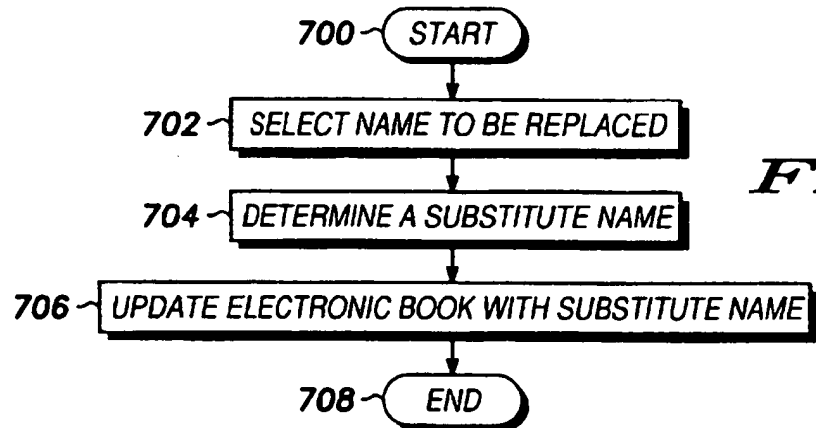 700 START
702 SELECT NAME TO BE REPLACED
704 DETERMINE A SUBSTITUTE NAME
706 UPDATE ELECTRONIC BOOK WITH SUBSTITUTE NAME
708 END